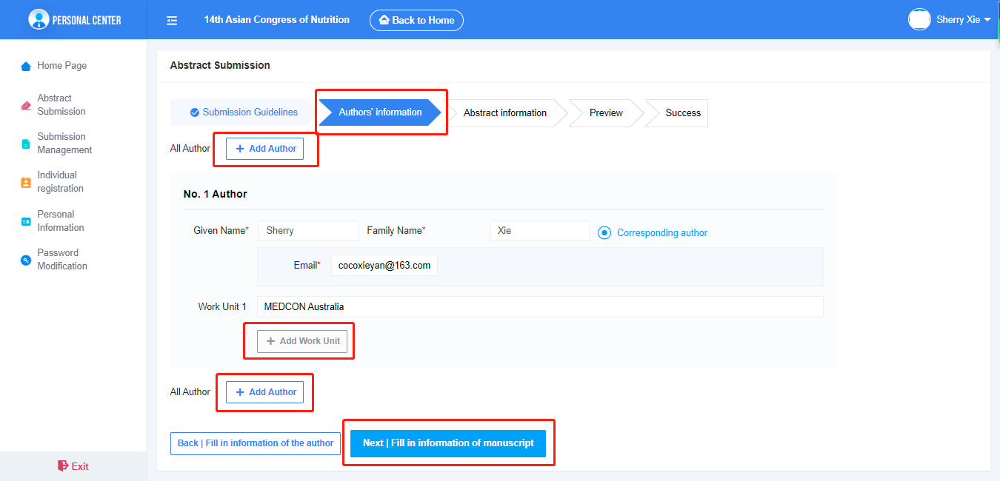 PERSONAL CENTER
14th Asian Congress of Nutrition
Back to Home
Sherry Xie
Home Page
Abstract
Submission
Submission
Management
Individual
registration
Personal
Information
Password
Modification
Exit
Abstract Submission
Submission Guidelines
Authors' information
Abstract information
Preview
Success
All Author
+ Add Author
No. 1 Author
Given Name*
Sherry
Family Name*
Xie
Corresponding author
Email*
cocoxieyan@163.com
Work Unit 1
MEDCON Australia
+ Add Work Unit
All Author
+ Add Author
Back | Fill in information of the author
Next | Fill in information of manuscript